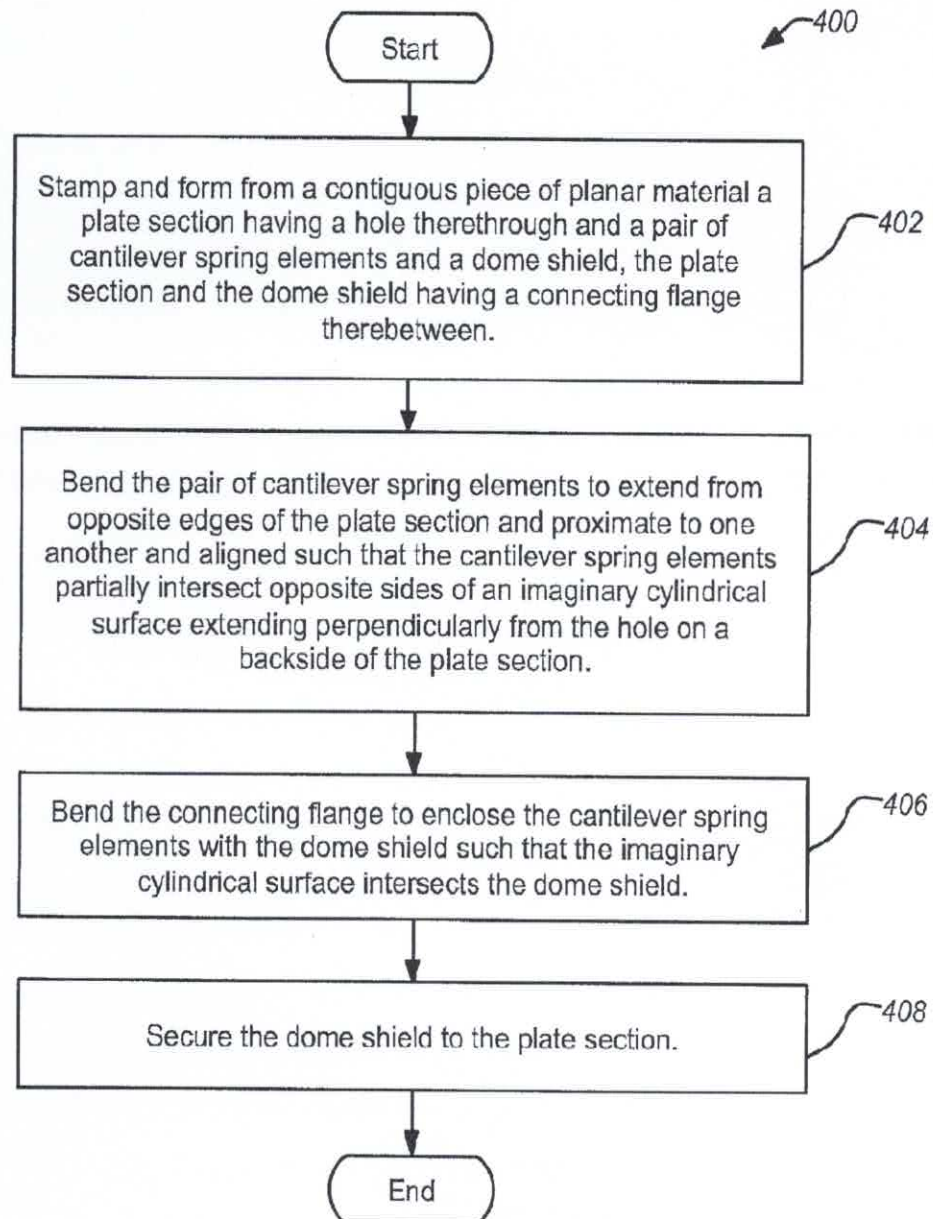 400
Start
Stamp and form from a contiguous piece of planar material a
plate section having a hole therethrough and a pair of
cantilever spring elements and a dome shield, the plate
section and the dome shield having a connecting flange
therebetween.
402
Bend the pair of cantilever spring elements to extend from
opposite edges of the plate section and proximate to one
another and aligned such that the cantilever spring elements
partially intersect opposite sides of an imaginary cylindrical
surface extending perpendicularly from the hole on a
backside of the plate section.
404
Bend the connecting flange to enclose the cantilever spring
elements with the dome shield such that the imaginary
cylindrical surface intersects the dome shield.
406
Secure the dome shield to the plate section.
408
End